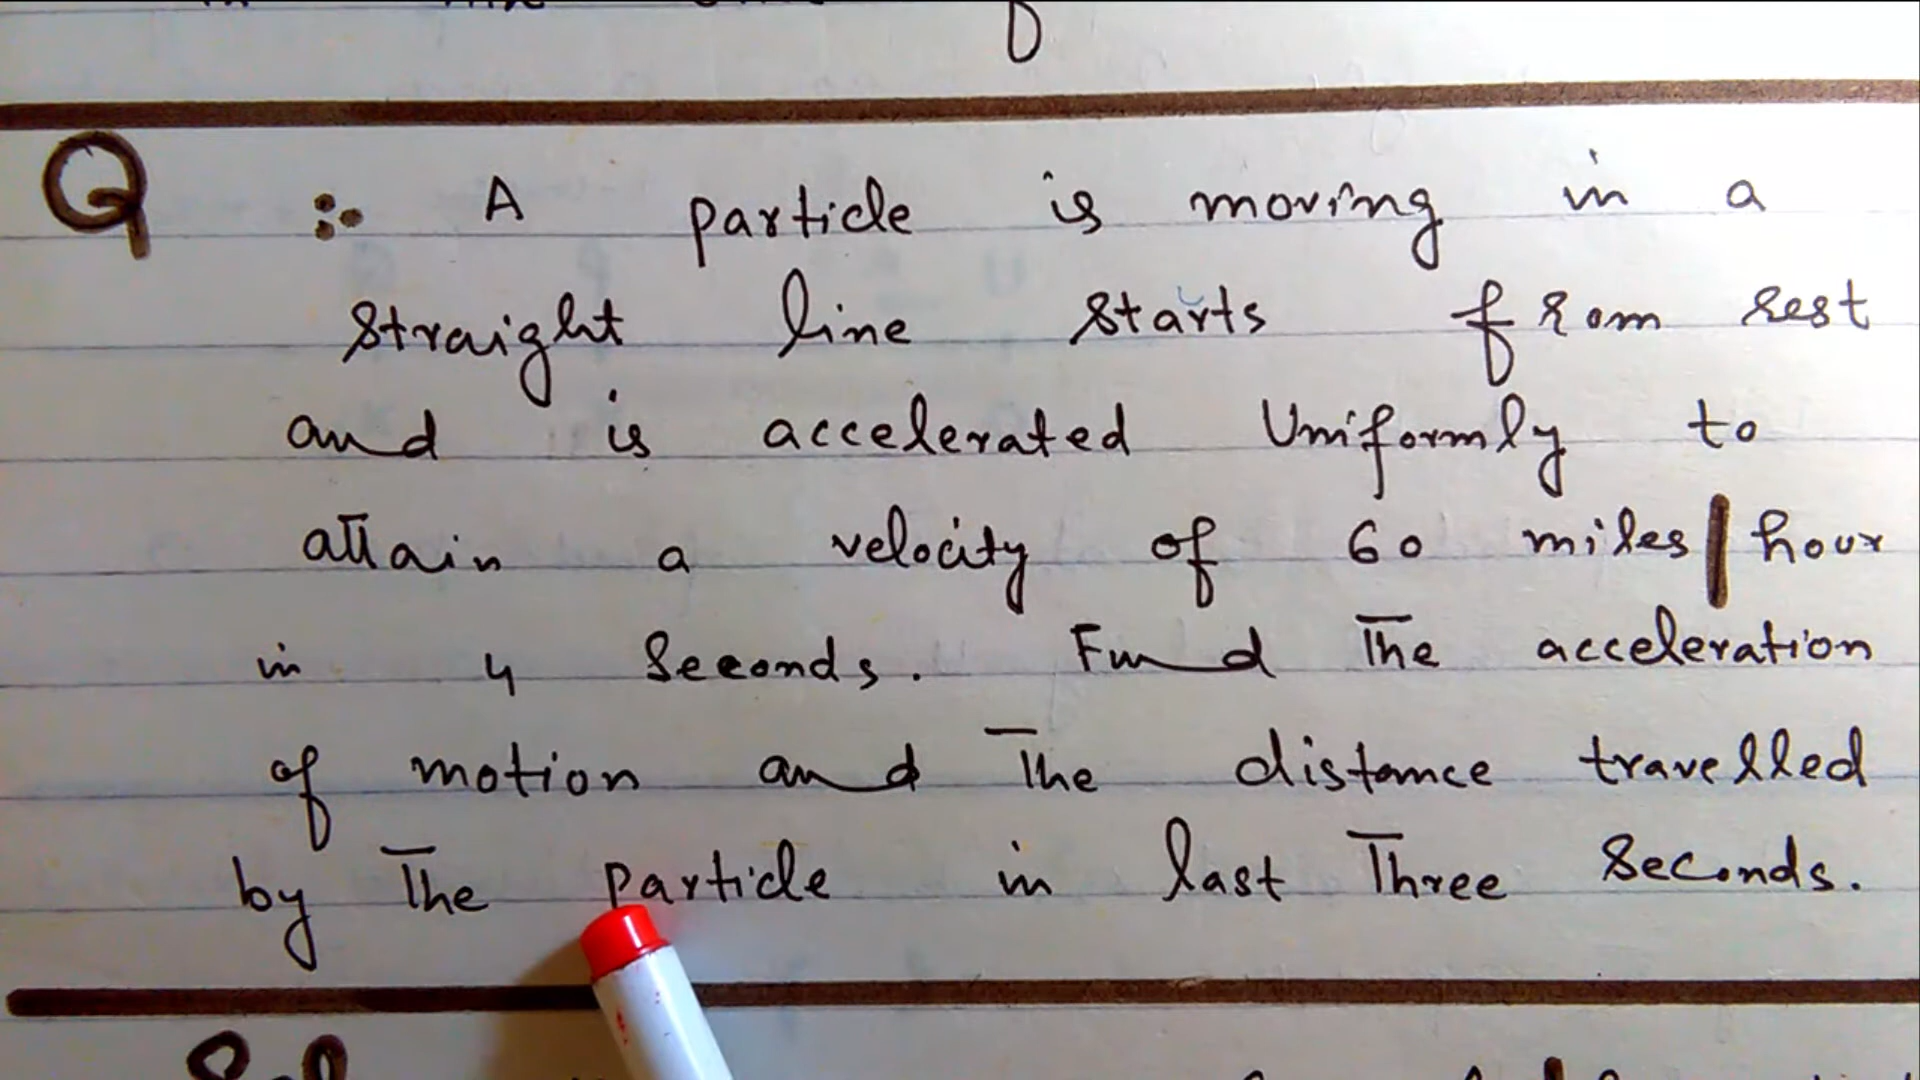 Q :- A particle is moving in a
straight line starts from rest
and is accelerated Uniformly to
attain a velocity of 60 miles/hour
in 4 Seconds. Find The acceleration
of motion and The distance travelled
by The particle in last Three Seconds.